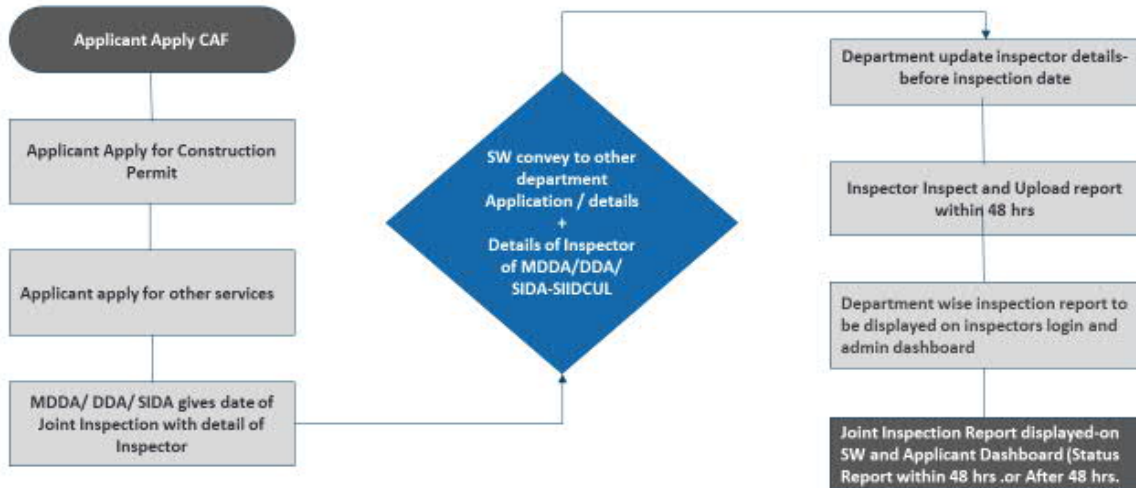 Applicant Apply CAF
Applicant Apply for Construction
Permit
Applicant apply for other services
MDDA/ DDA/ SIDA gives date of
Joint Inspection with detail of
Inspector
SW convey to other
department
Application / details
+
Details of Inspector
of MDDA/DDA/
SIDA-SIIDCUL
Department update inspector details-
before inspection date
Inspector Inspect and Upload report
within 48 hrs
Department wise inspection report to
be displayed on inspectors login and
admin dashboard
Joint Inspection Report displayed-on
SW and Applicant Dashboard (Status
Report within 48 hrs .or After 48 hrs.